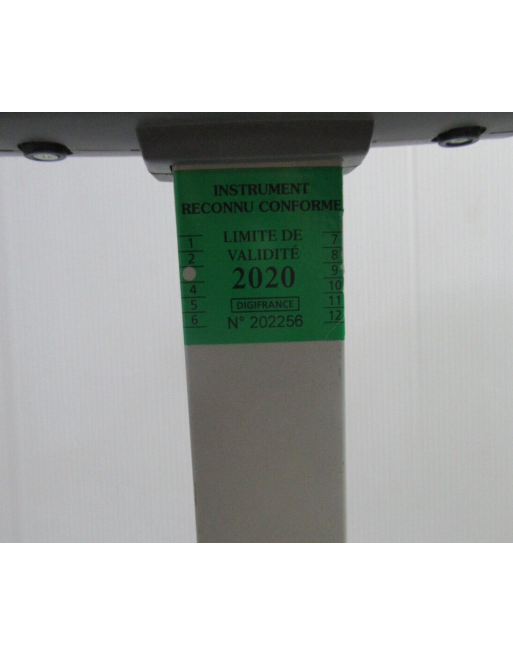 INSTRUMENT
RECONNU CONFORME
LIMITE DE
VALIDITÉ
2020
DIGIFRANCE
N° 202256
1
2
4
5
6
7
8
9
10
11
12